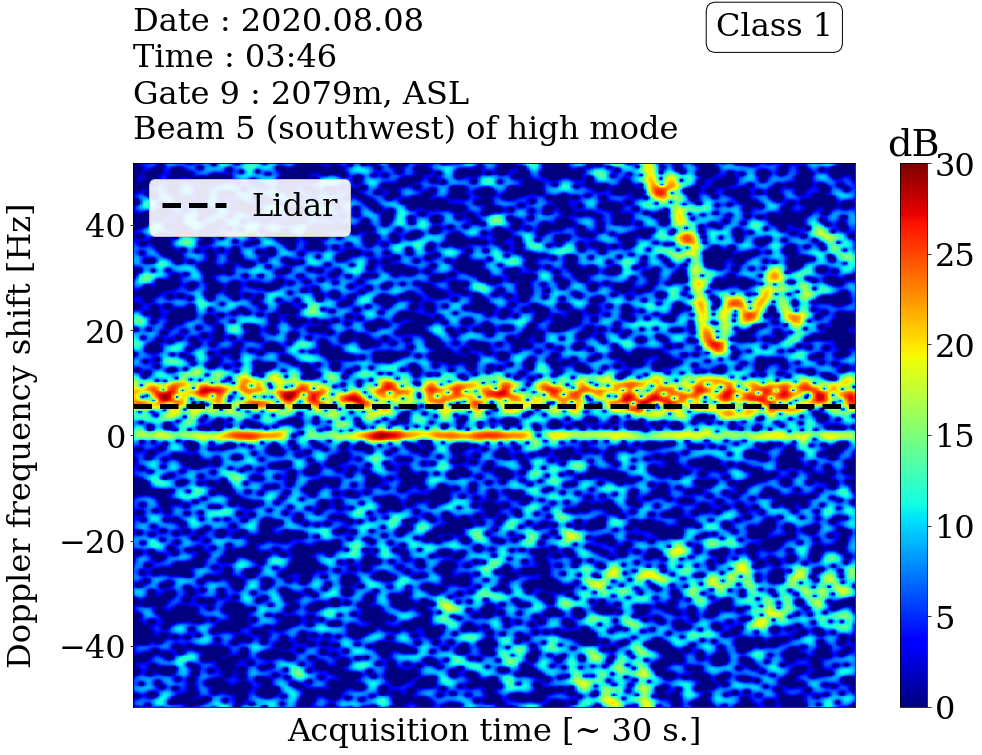 Date : 2020.08.08
Time : 03:46
Gate 9 : 2079m, ASL
Beam 5 (southwest) of high mode
Class 1
dB
Lidar
Doppler frequency shift [Hz]
40
20
0
−20
−40
30
25
20
15
10
5
0
Acquisition time [~ 30 s.]